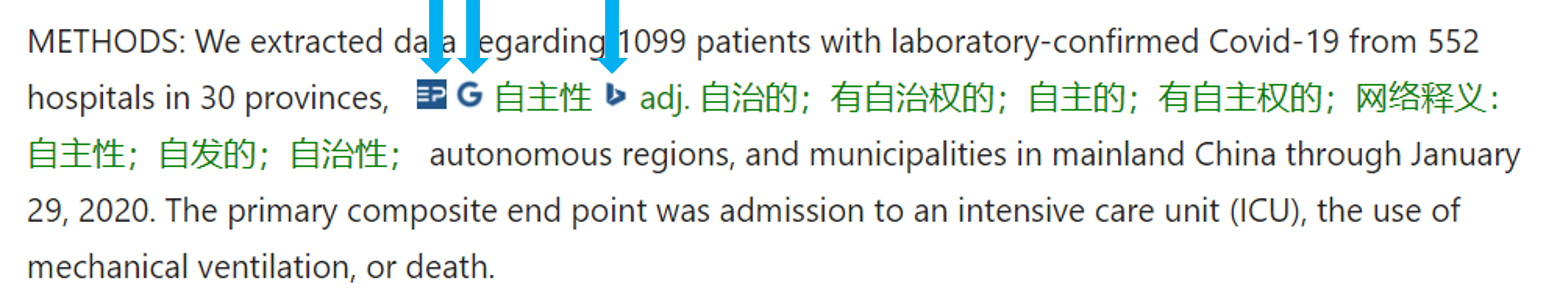 METHODS: We extracted data regarding 1099 patients with laboratory-confirmed Covid-19 from 552
hospitals in 30 provinces, EP G 自主性 adj. 自治的；有自治权的；自主的；有自主权的；网络释义：
自主性；自发的；自治性； autonomous regions, and municipalities in mainland China through January
29, 2020. The primary composite end point was admission to an intensive care unit (ICU), the use of
mechanical ventilation, or death.